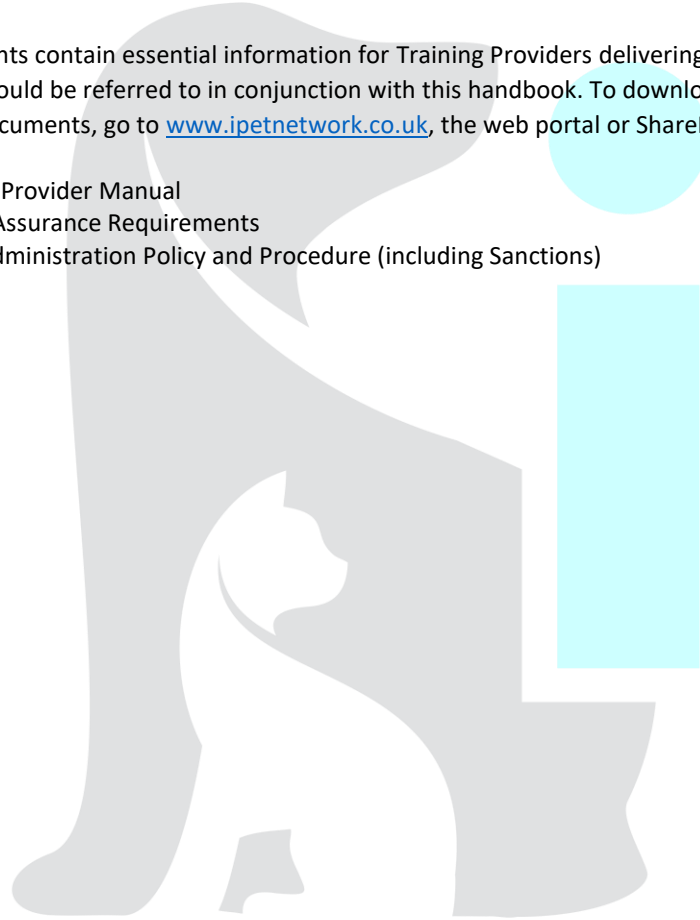 nts contain essential information for Training Providers delivering
ould be referred to in conjunction with this handbook. To downlo
ocuments, go to www.ipetnetwork.co.uk, the web portal or Share
Provider Manual
Assurance Requirements
dministration Policy and Procedure (including Sanctions)